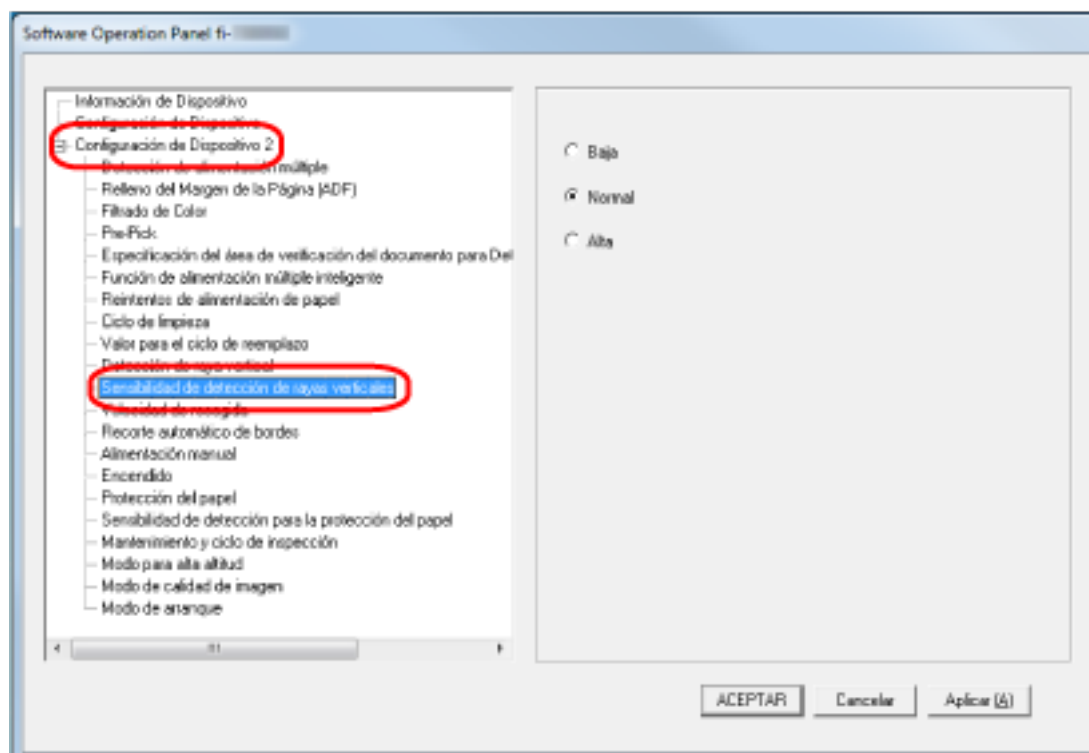 Software Operation Panel fi-
Información de Dispositivo
Configuración de Dispositivo
Configuración de Dispositivo 2
Detección de alimentación múltiple
Relleno del Margen de la Página (ADF)
Filtrado de Color
Pre-Pick
Especificación del área de verificación del documento para Det
Función de alimentación múltiple inteligente
Reintentos de alimentación de papel
Ciclo de limpieza
Valor para el ciclo de reemplazo
Detección de raya vertical
Sensibilidad de detección de rayas verticales
Velocidad de recogida
Recorte automático de bordes
Alimentación manual
Encendido
Protección del papel
Sensibilidad de detección para la protección del papel
Mantenimiento y ciclo de inspección
Modo para alta altitud
Modo de calidad de imagen
Modo de arranque
Baja
Normal
Alta
ACEPTAR
Cancelar
Aplicar (A)